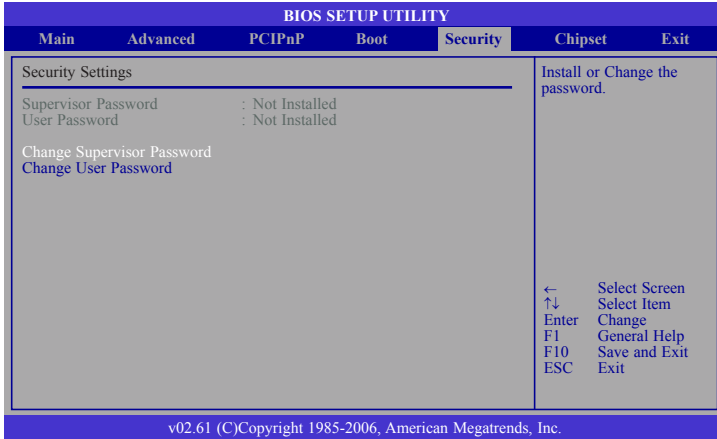 BIOS SETUP UTILITY
Main Advanced PCIPnP Boot Security Chipset Exit
Security Settings
Supervisor Password : Not Installed
User Password : Not Installed
Change Supervisor Password
Change User Password
Install or Change the
password.
← Select Screen
↑↓ Select Item
Enter Change
F1 General Help
F10 Save and Exit
ESC Exit
v02.61 (C)Copyright 1985-2006, American Megatrends, Inc.